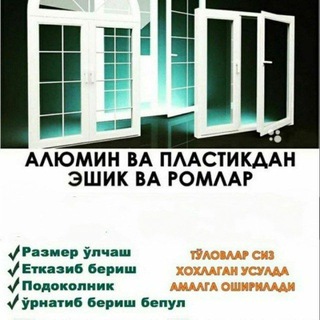 АЛЮМИН ВА ПЛАСТИКДАН
ЭШИК ВА РОМЛАР
Размер ўлчаш
Етказиб бериш
Подоколник
ўрнатиб бериш бепул
ТЎЛОВЛАР СИЗ
ХОХЛАГАН УСУЛДА
АМАЛГА ОШИРИЛАДИ